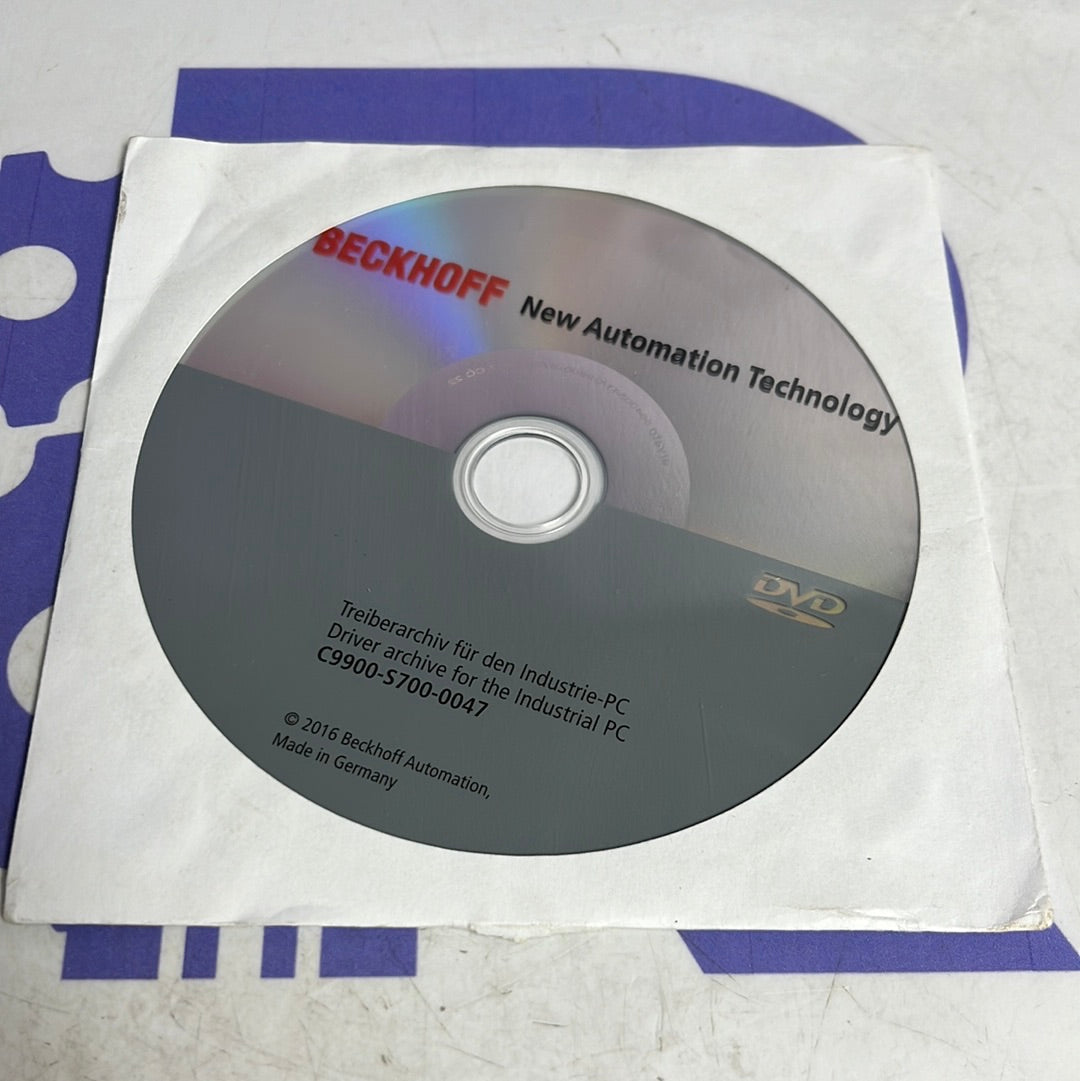 BECKHOFF New Automation Technology
DVD
Treiberarchiv für den Industrie-PC
Driver archive for the Industrial PC
C9900-S700-0047
© 2016 Beckhoff Automation,
Made in Germany